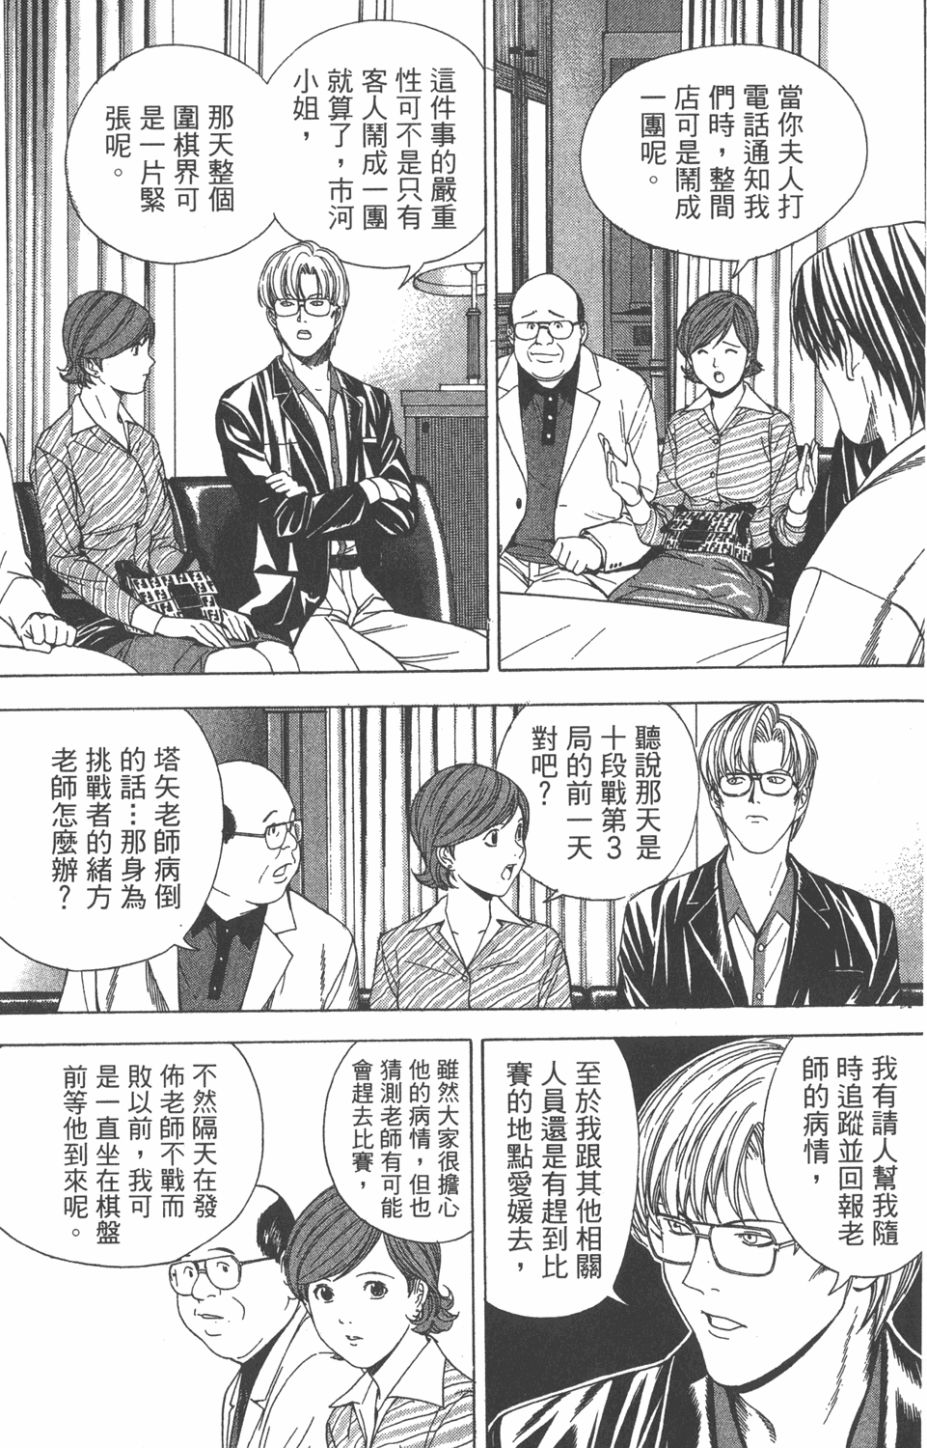 當你夫人打
電話通知我
們時，整間
店可是鬧成
一團呢。
這件事的嚴重
性可不是只有
客人鬧成一團
就算了，市河
小姐，
那天整個
圍棋界可
是一片緊
張呢。
聽說那天是
十段戰第3
局的前一天
對吧？
塔矢老師病倒
的話…那身為
挑戰者的緒方
老師怎麼辦？
我有請人幫我隨
時追蹤並回報老
師的病情，
至於我跟其他相關
人員還是有趕到比
賽的地點愛媛去，
雖然大家很擔心
他的病情，但也
猜測老師有可能
會趕去比賽，
不然隔天在發
佈老師不戰而
敗以前，我可
是一直坐在棋盤
前等他到來呢。